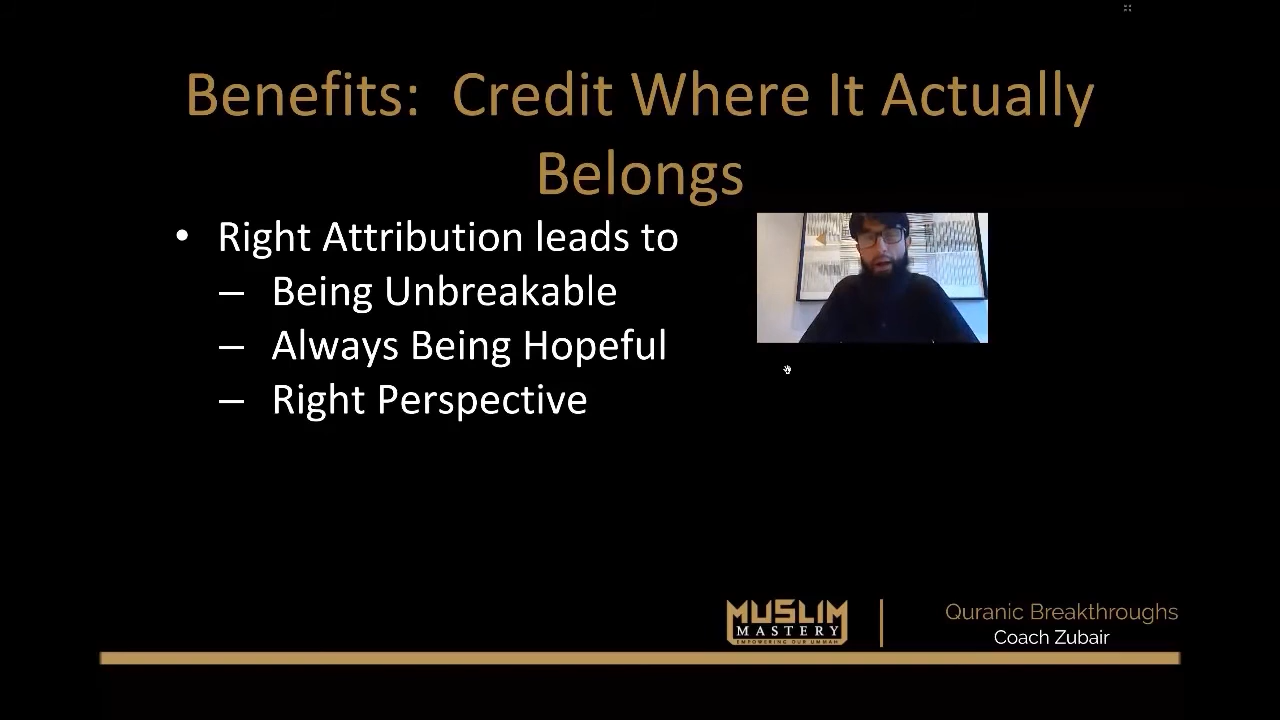 Benefits:  Credit Where It Actually
Belongs
• Right Attribution leads to
– Being Unbreakable
– Always Being Hopeful
– Right Perspective
MUSLIM
MASTERY
EMPOWERING OUR UMMAH
Quranic Breakthroughs
Coach Zubair